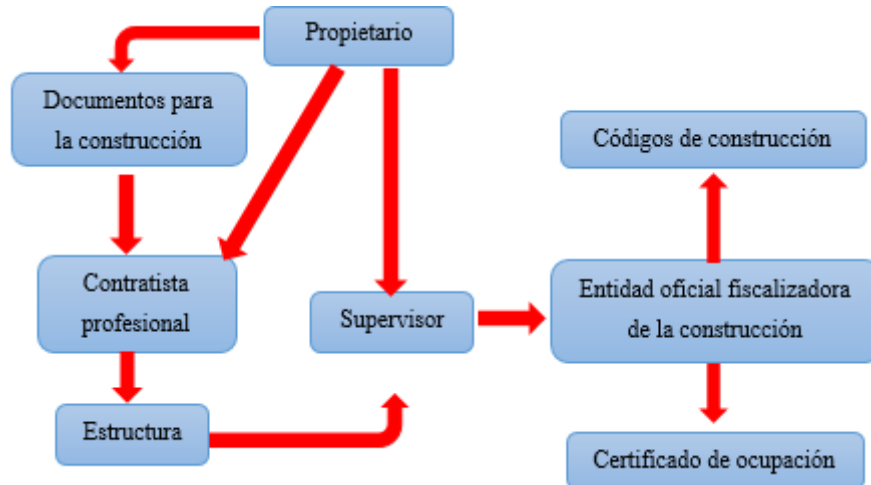 Propietario
Documentos para
la construcción
Códigos de construcción
Contratista
profesional
Supervisor
Entidad oficial fiscalizadora
de la construcción
Estructura
Certificado de ocupación